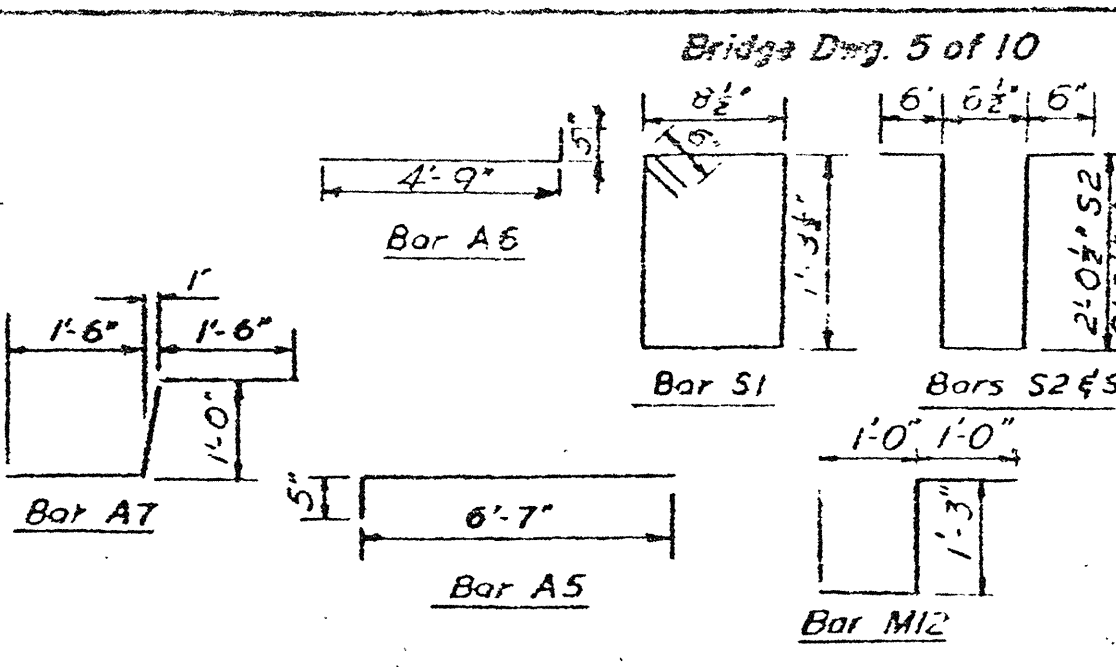 Bridge Dwg. 5 of 10
8½"
6" 6½" 6"
5"
4'-9"
Bar A6
1'-3½"
2'-0½" S2
Bar S1
Bars S2 &
1"
1'-6" 1'-6"
1'-0"
Bar A7
5"
6'-7"
Bar A5
1'-0" 1'-0"
1'-3"
Bar M12